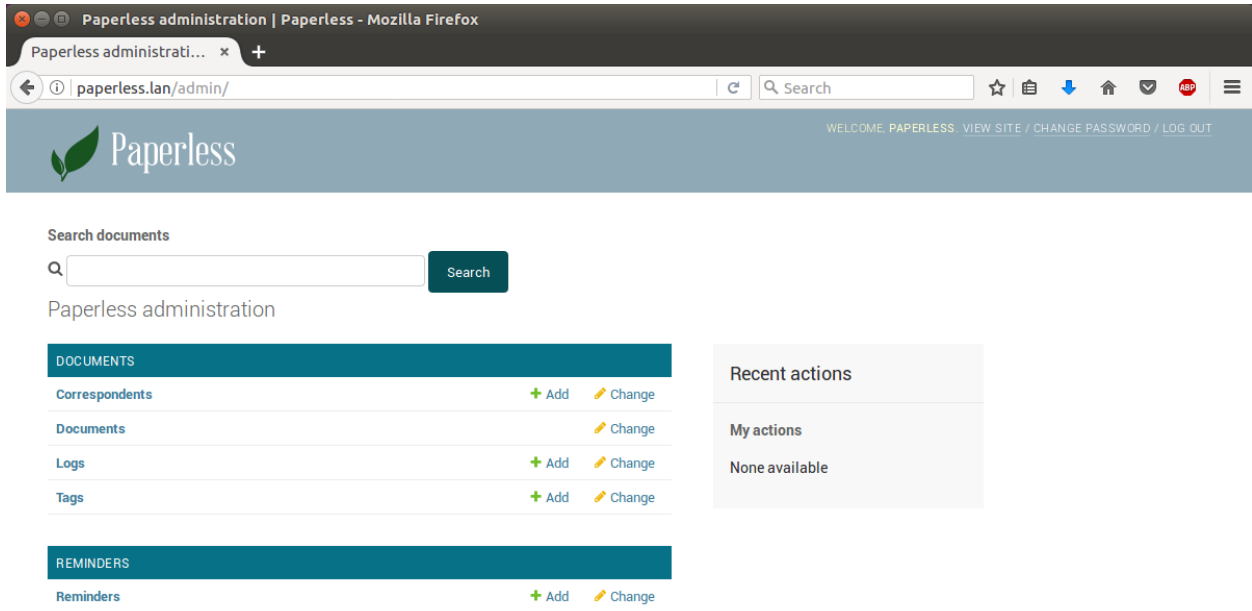 Paperless administration | Paperless - Mozilla Firefox
Paperless administrati... × +
paperless.lan/admin/ Search ABP
Paperless
WELCOME, PAPERLESS. VIEW SITE / CHANGE PASSWORD / LOG OUT
Search documents
Search
Paperless administration
DOCUMENTS
Correspondents + Add Change
Documents Change
Logs + Add Change
Tags + Add Change
Recent actions
My actions
None available
REMINDERS
Reminders + Add Change